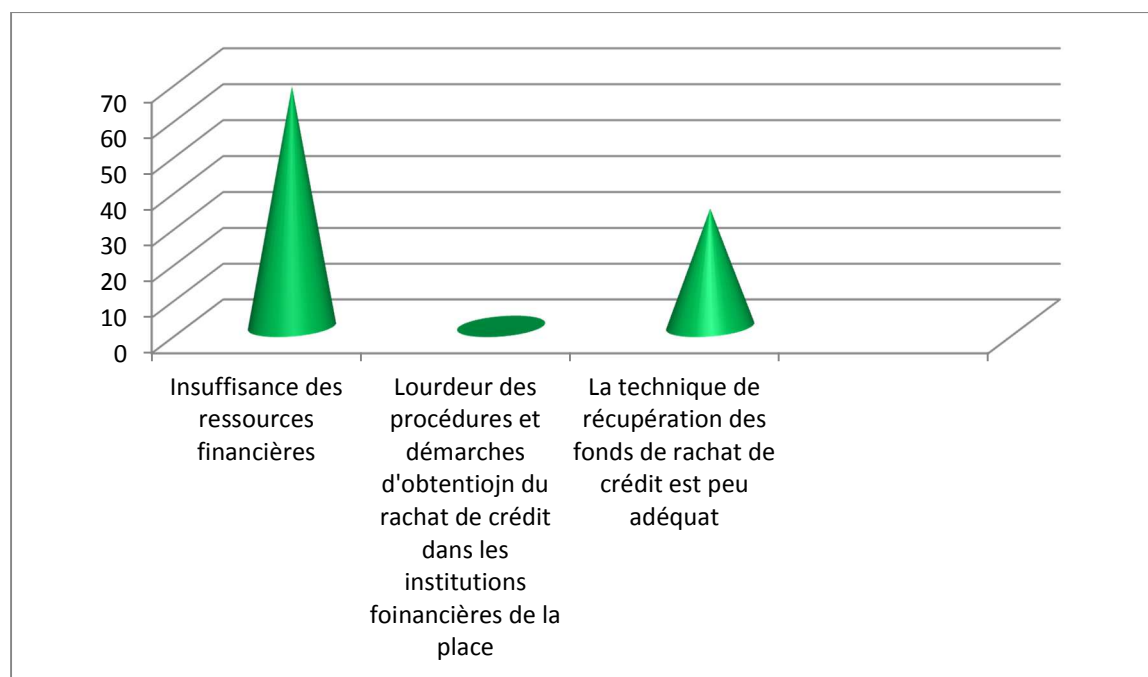 70
60
50
40
30
20
10
0
Insuffisance des
ressources
financières
Lourdeur des
procédures et
démarches
d'obtentiojn du
rachat de crédit
dans les
institutions
foinancières de la
place
La technique de
récupération des
fonds de rachat de
crédit est peu
adéquat